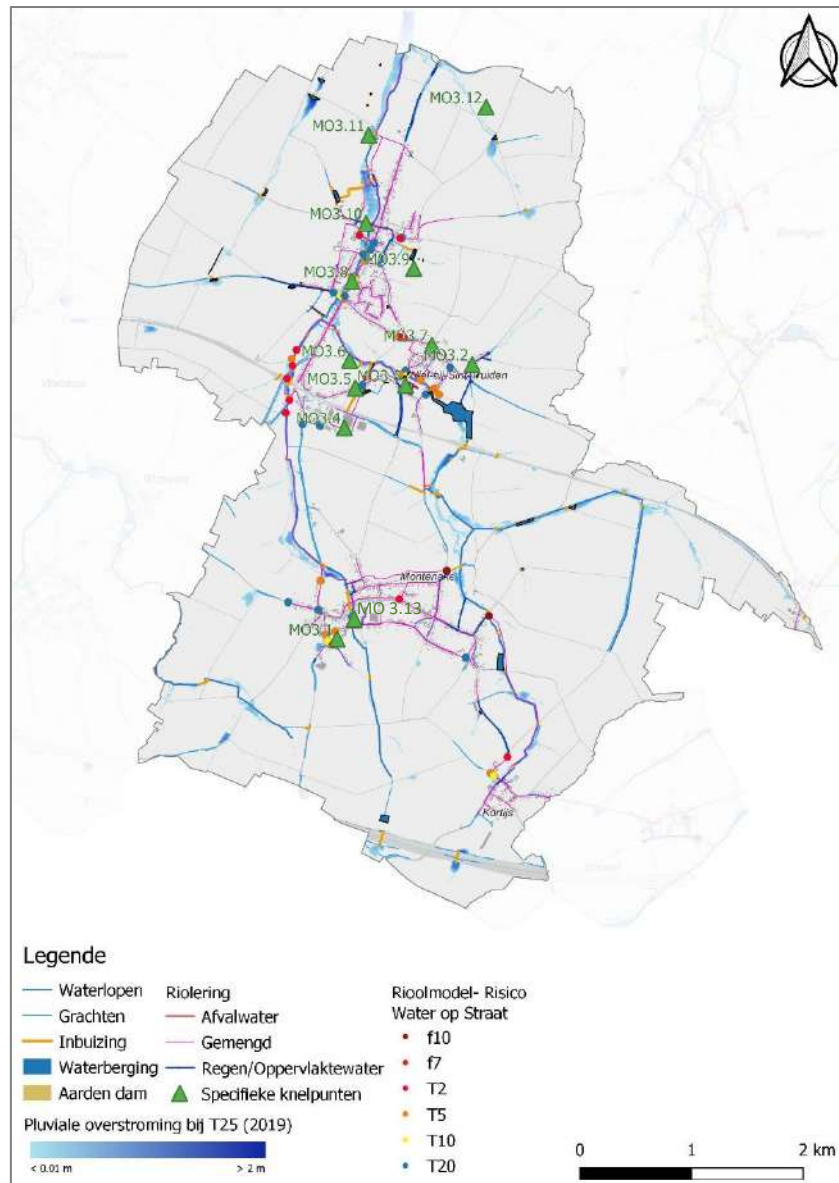 MO3.12
MO3.11
MO3.10
MO3.9
MO3.8
MO3.7
MO3.6
MO3.2
MO3.5
MO3.4
Montenake
MO 3.13
MO3.1
Kortijs
Legende
Waterlopen
Grachten
Inbuizing
Waterberging
Aarden dam
Riolering
Afvalwater
Gemengd
Regen/Oppervlaktewater
Specifieke knelpunten
Rioolmodel- Risico
Water op Straat
f10
f7
T2
T5
T10
T20
Pluviale overstroming bij T25 (2019)
< 0.01 m
> 2 m
0 1 2 km